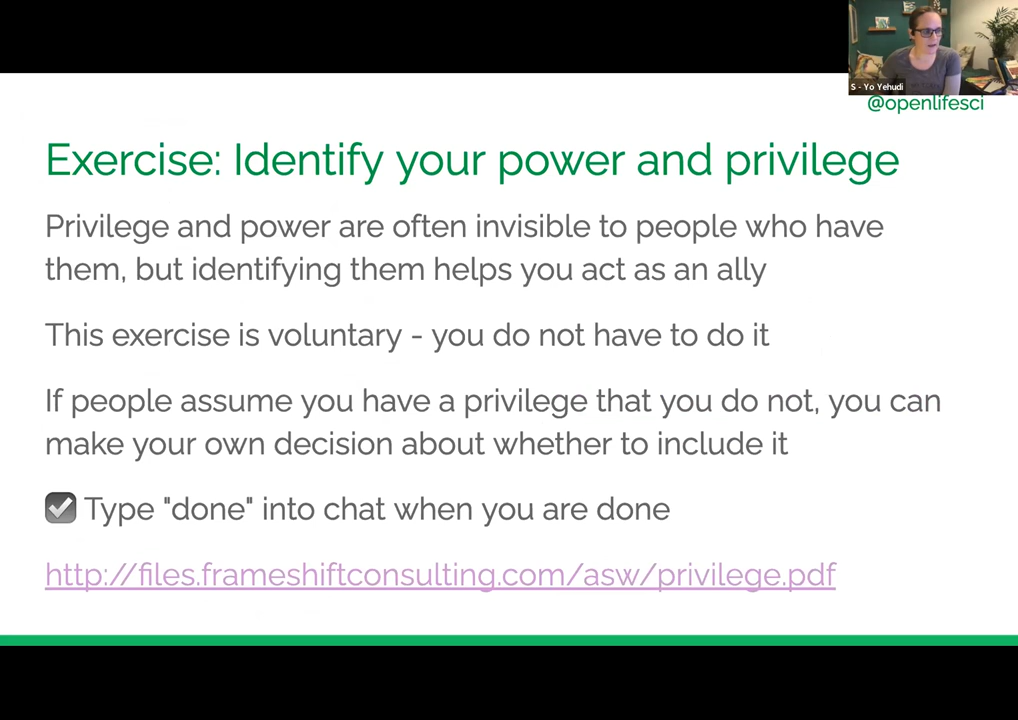 S - Yo Yehudi
@openlifesci
Exercise: Identify your power and privilege
Privilege and power are often invisible to people who have
them, but identifying them helps you act as an ally
This exercise is voluntary - you do not have to do it
If people assume you have a privilege that you do not, you can
make your own decision about whether to include it
Type "done" into chat when you are done
http://files.frameshiftconsulting.com/asw/privilege.pdf